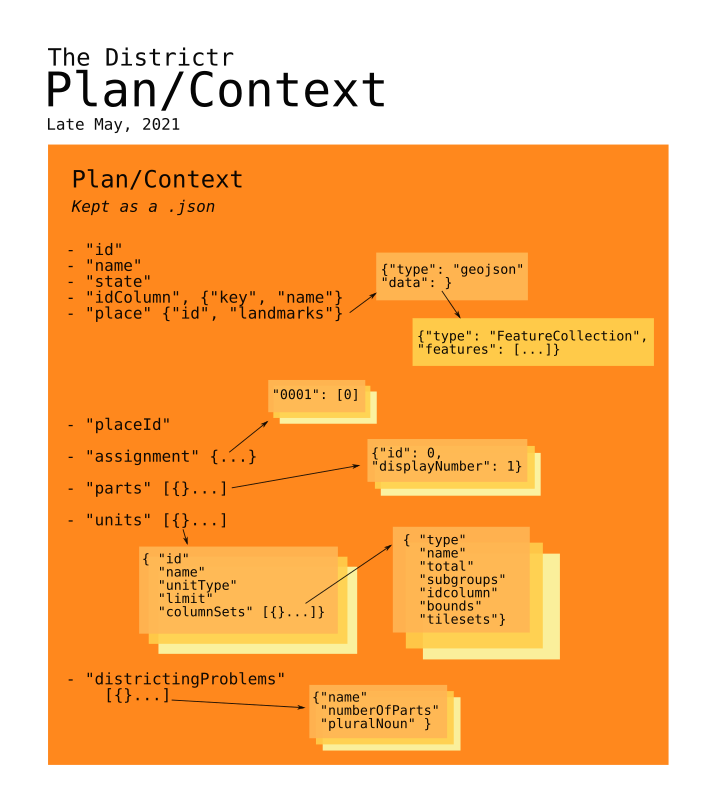 The Districtr
Plan/Context
Late May, 2021
Plan/Context
Kept as a .json
- "id"
- "name"
- "state"
- "idColumn", {"key", "name"}
- "place" {"id", "landmarks"}
{"type": "geojson"
"data": }
{"type": "FeatureCollection",
"features": [...]}
"0001": [0]
- "placeId"
- "assignment" {...}
{"id": 0,
"displayNumber": 1}
- "parts" [{}...]
- "units" [{}...]
{ "id"
"name"
"unitType"
"limit"
"columnSets" [{}...]}
{ "type"
"name"
"total"
"subgroups"
"idcolumn"
"bounds"
"tilesets"}
- "districtingProblems"
[{}...]
{"name"
"numberOfParts"
"pluralNoun" }